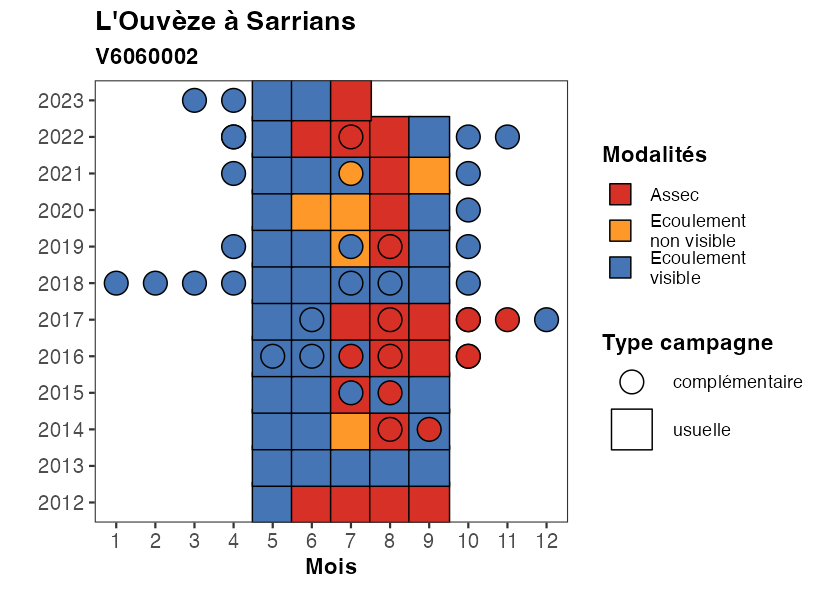 L'Ouvèze à Sarrians
V6060002
2023
2022
2021
2020
2019
2018
2017
2016
2015
2014
2013
2012
1 2 3 4 5 6 7 8 9 10 11 12
Mois
Modalités
Assec
Ecoulement
non visible
Ecoulement
visible
Type campagne
complémentaire
usuelle